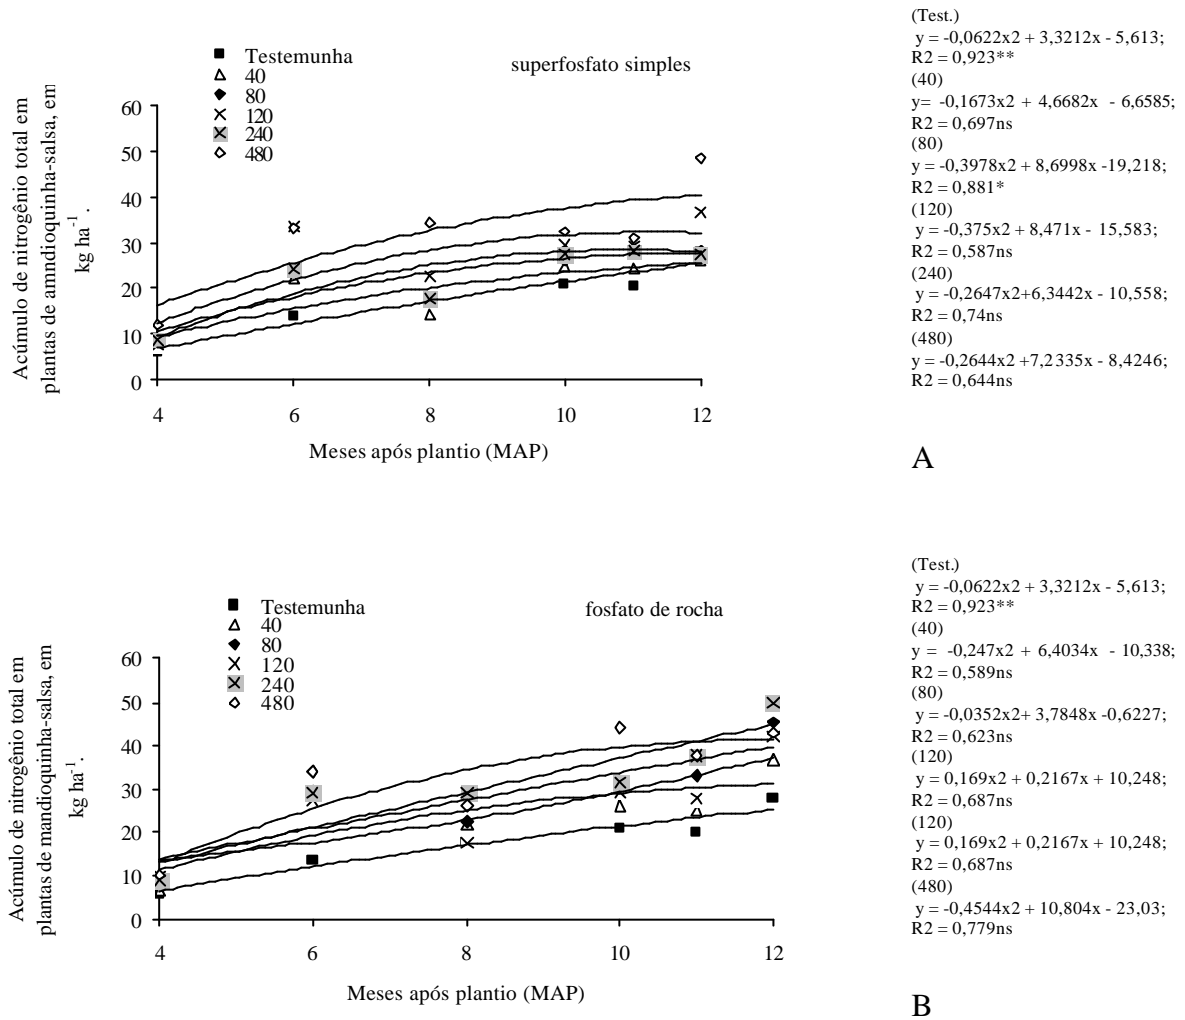 Acúmulo de nitrogênio total em
plantas de amndioquinha-salsa, em
kg ha-1 .
Testemunha
40
80
120
240
480
superfosfato simples
60
50
40
30
20
10
0
4
6
8
10
12
Meses após plantio (MAP)
(Test.)
y = -0,0622x2 + 3,3212x - 5,613;
R2 = 0,923**
(40)
y= -0,1673x2 + 4,6682x - 6,6585;
R2 = 0,697ns
(80)
y = -0,3978x2 + 8,6998x -19,218;
R2 = 0,881*
(120)
y = -0,375x2 + 8,471x - 15,583;
R2 = 0,587ns
(240)
y = -0,2647x2+6,3442x - 10,558;
R2 = 0,74ns
(480)
y = -0,2644x2 +7,2335x - 8,4246;
R2 = 0,644ns
A
Acúmulo de nitrogênio total em
plantas de mandioquinha-salsa, em
kg ha-1.
Testemunha
40
80
120
240
480
fosfato de rocha
60
50
40
30
20
10
0
4
6
8
10
12
Meses após plantio (MAP)
(Test.)
y = -0,0622x2 + 3,3212x - 5,613;
R2 = 0,923**
(40)
y = -0,247x2 + 6,4034x - 10,338;
R2 = 0,589ns
(80)
y = -0,0352x2+ 3,7848x -0,6227;
R2 = 0,623ns
(120)
y = 0,169x2 + 0,2167x + 10,248;
R2 = 0,687ns
(120)
y = 0,169x2 + 0,2167x + 10,248;
R2 = 0,687ns
(480)
y = -0,4544x2 + 10,804x - 23,03;
R2 = 0,779ns
B